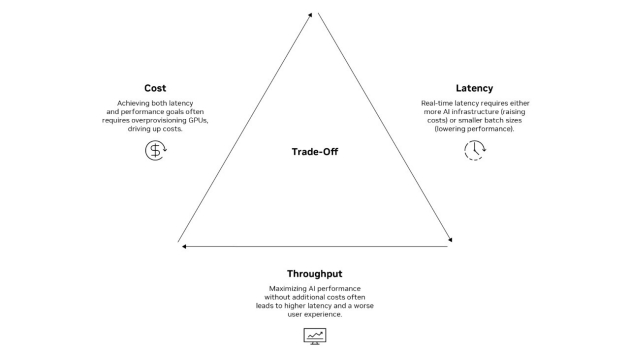 Cost
Achieving both latency
and performance goals often
requires overprovisioning GPUs,
driving up costs.
Latency
Real-time latency requires either
more AI infrastructure (raising
costs) or smaller batch sizes
(lowering performance).
Trade-Off
Throughput
Maximizing AI performance
without additional costs often
leads to higher latency and a worse
user experience.